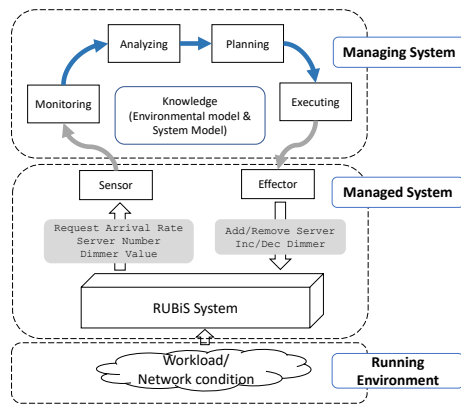 Analyzing
Planning
Managing System
Monitoring
Knowledge
(Environmental model &
System Model)
Executing
Sensor
Effector
Managed System
Request Arrival Rate
Server Number
Dimmer Value
Add/Remove Server
Inc/Dec Dimmer
RUBiS System
Workload/
Network condition
Running
Environment